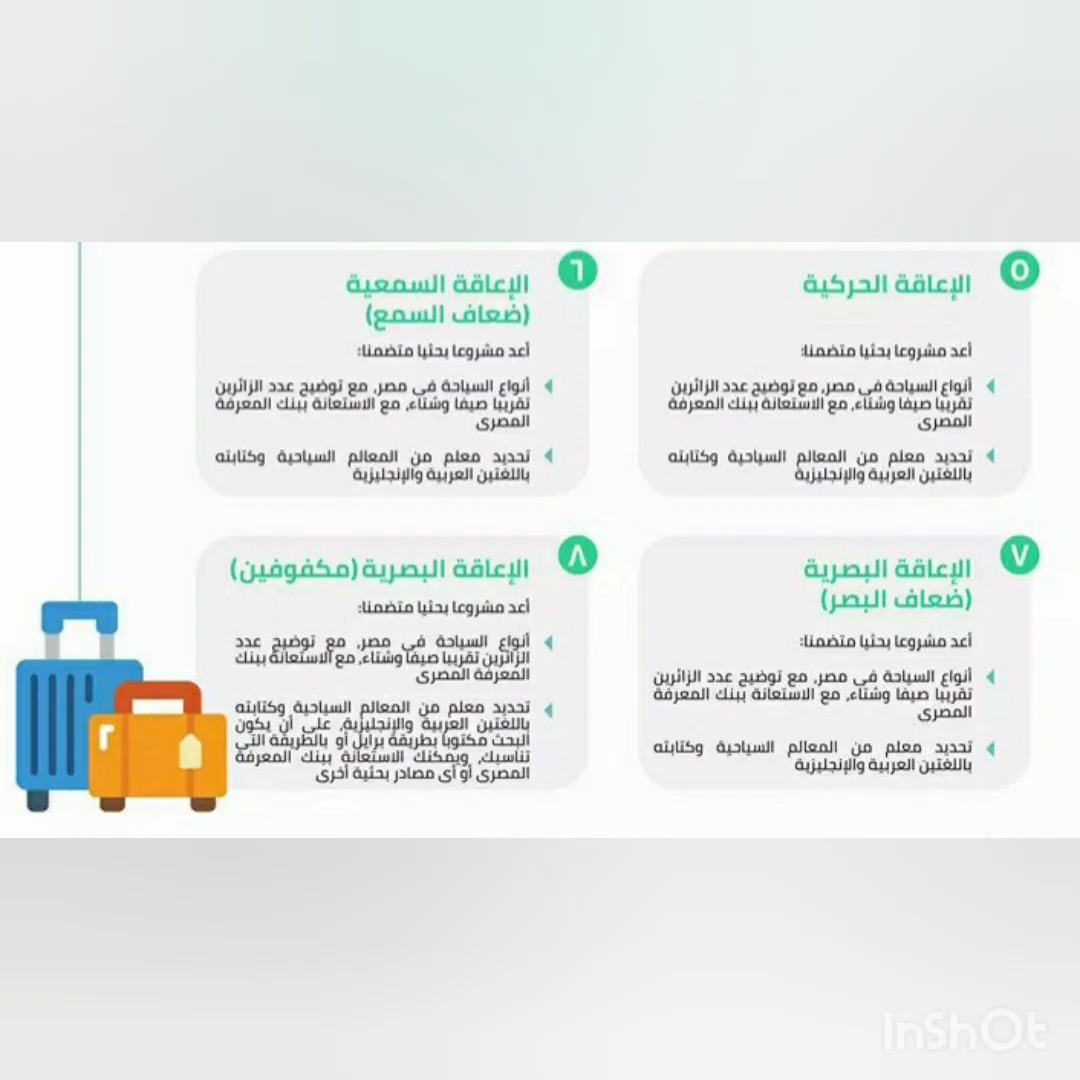 ٥
الإعاقة الحركية
أعد مشروعا بحثيا متضمنا:
أنواع السياحة فى مصر، مع توضيح عدد الزائرين
تقريبا صيفا وشتاء، مع الاستعانة ببنك المعرفة
المصرى
تحديد معلم من المعالم السياحية وكتابته
باللغتين العربية والإنجليزية
٦
الإعاقة السمعية
(ضعاف السمع)
أعد مشروعا بحثيا متضمنا:
أنواع السياحة فى مصر، مع توضيح عدد الزائرين
تقريبا صيفا وشتاء، مع الاستعانة ببنك المعرفة
المصرى
تحديد معلم من المعالم السياحية وكتابته
باللغتين العربية والإنجليزية
٧
الإعاقة البصرية
(ضعاف البصر)
أعد مشروعا بحثيا متضمنا:
أنواع السياحة فى مصر، مع توضيح عدد الزائرين
تقريبا صيفا وشتاء، مع الاستعانة ببنك المعرفة
المصرى
تحديد معلم من المعالم السياحية وكتابته
باللغتين العربية والإنجليزية
٨
الإعاقة البصرية (مكفوفين)
أعد مشروعا بحثيا متضمنا:
أنواع السياحة فى مصر، مع توضيح عدد
الزائرين تقريبا صيفا وشتاء، مع الاستعانة ببنك
المعرفة المصرى
تحديد معلم من المعالم السياحية وكتابته
باللغتين العربية والإنجليزية، على أن يكون
البحث مكتوبا بطريقة برايل أو بالطريقة التى
تناسبك، ويمكنك الاستعانة ببنك المعرفة
المصرى أو أى مصادر بحثية أخرى
InShOt